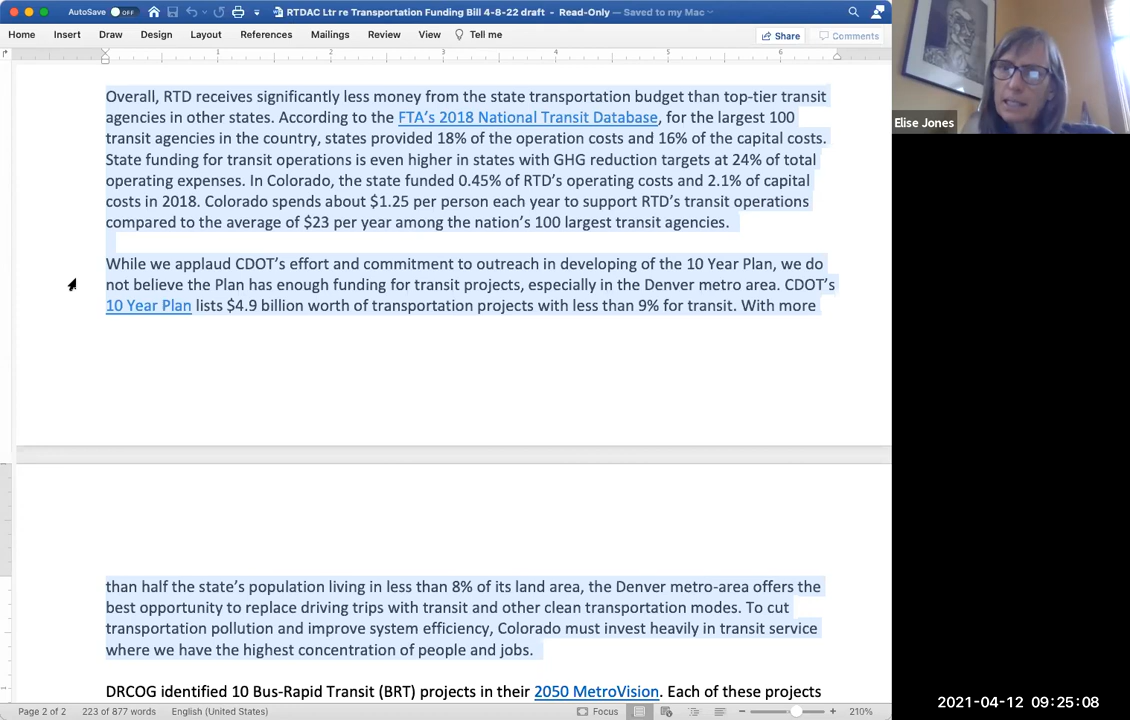 AutoSave OFF RTDAC Ltr re Transportation Funding Bill 4-8-22 draft - Read-Only — Saved to my Mac
Home Insert Draw Design Layout References Mailings Review View Tell me Share Comments
1 2 3 4 5 6
Overall, RTD receives significantly less money from the state transportation budget than top-tier transit
agencies in other states. According to the FTA's 2018 National Transit Database, for the largest 100
transit agencies in the country, states provided 18% of the operation costs and 16% of the capital costs.
State funding for transit operations is even higher in states with GHG reduction targets at 24% of total
operating expenses. In Colorado, the state funded 0.45% of RTD's operating costs and 2.1% of capital
costs in 2018. Colorado spends about $1.25 per person each year to support RTD's transit operations
compared to the average of $23 per year among the nation's 100 largest transit agencies.
While we applaud CDOT's effort and commitment to outreach in developing of the 10 Year Plan, we do
not believe the Plan has enough funding for transit projects, especially in the Denver metro area. CDOT's
10 Year Plan lists $4.9 billion worth of transportation projects with less than 9% for transit. With more
than half the state's population living in less than 8% of its land area, the Denver metro-area offers the
best opportunity to replace driving trips with transit and other clean transportation modes. To cut
transportation pollution and improve system efficiency, Colorado must invest heavily in transit service
where we have the highest concentration of people and jobs.
DRCOG identified 10 Bus-Rapid Transit (BRT) projects in their 2050 MetroVision. Each of these projects
Page 2 of 2 223 of 877 words English (United States) Focus 210%
Elise Jones
2021-04-12 09:25:08